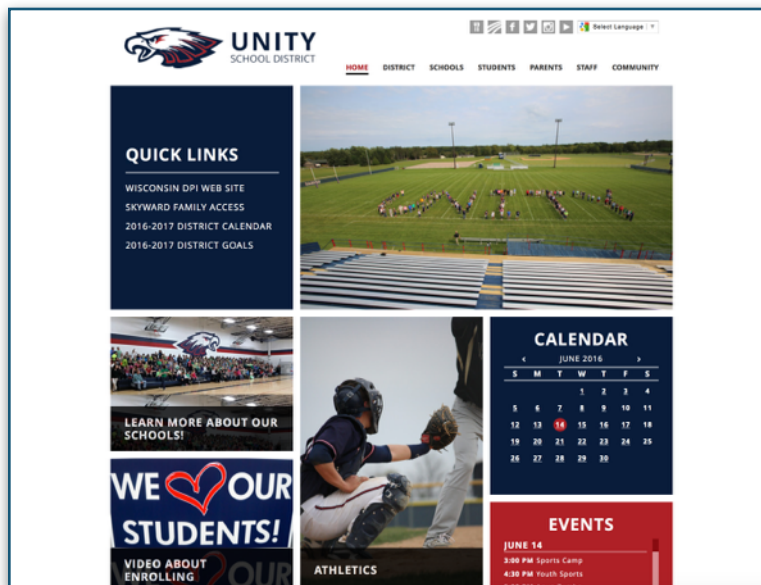 UNITY
SCHOOL DISTRICT
Select Language
HOME DISTRICT SCHOOLS STUDENTS PARENTS STAFF COMMUNITY
QUICK LINKS
WISCONSIN DPI WEB SITE
SKYWARD FAMILY ACCESS
2016-2017 DISTRICT CALENDAR
2016-2017 DISTRICT GOALS
LEARN MORE ABOUT OUR
SCHOOLS!
WE OUR
STUDENTS!
VIDEO ABOUT
ENROLLING
ATHLETICS
CALENDAR
‹ JUNE 2016 ›
S M T W T F S
1 2 3 4
5 6 7 8 9 10 11
12 13 14 15 16 17 18
19 20 21 22 23 24 25
26 27 28 29 30
EVENTS
JUNE 14
3:00 PM Sports Camp
4:30 PM Youth Sports